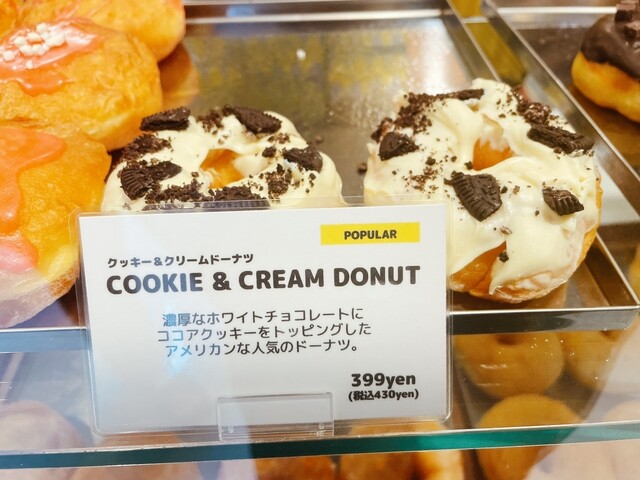 POPULAR
クッキー＆クリームドーナツ
COOKIE & CREAM DONUT
濃厚なホワイトチョコレートに
ココアクッキーをトッピングした
アメリカンな人気のドーナツ。
399yen
(税込430yen)